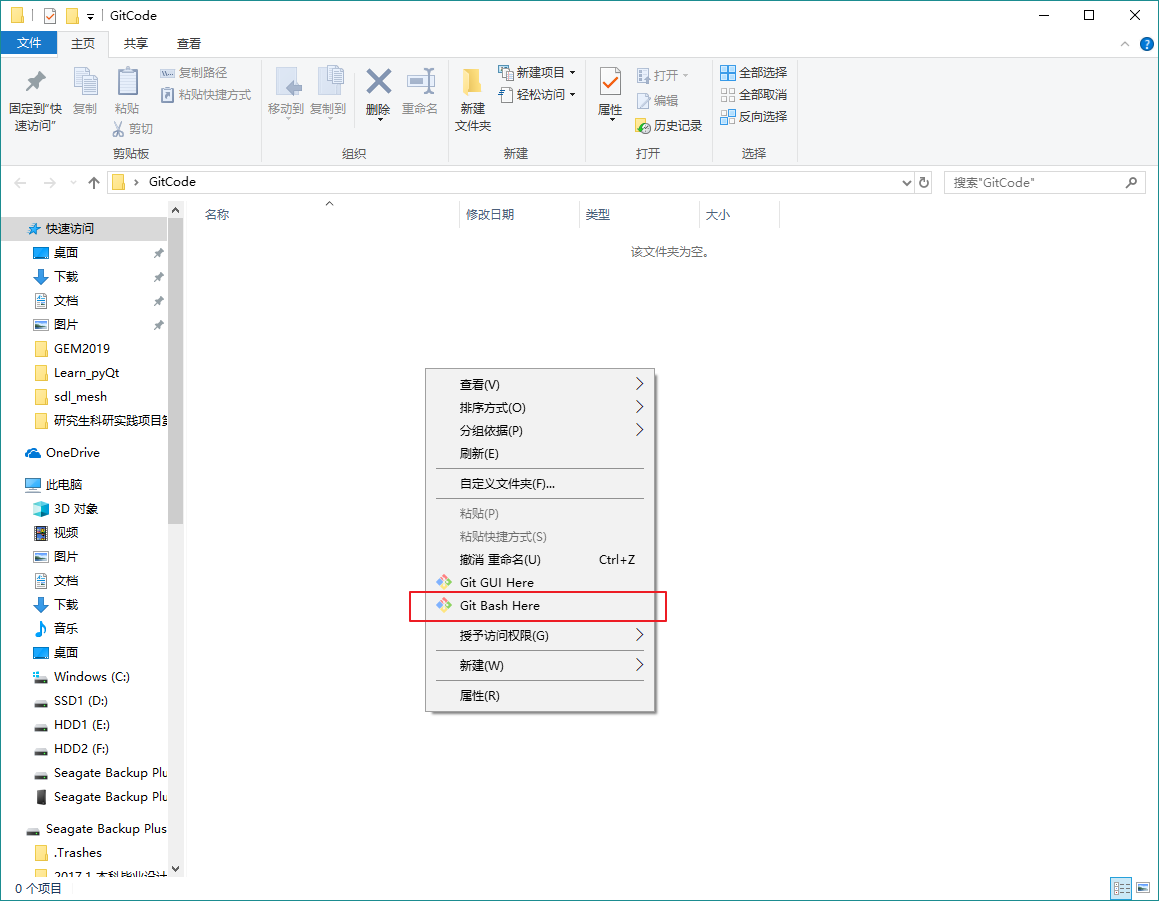 GitCode
文件 主页 共享 查看
固定到"快速访问"
复制
粘贴
复制路径
粘贴快捷方式
剪切
剪贴板
移动到
复制到
删除
重命名
组织
新建文件夹
新建项目
轻松访问
新建
属性
打开
编辑
历史记录
打开
全部选择
全部取消
反向选择
选择
GitCode
搜索"GitCode"
名称 修改日期 类型 大小
该文件夹为空。
快速访问
桌面
下载
文档
图片
GEM2019
Learn_pyQt
sdl_mesh
研究生科研实践项目
OneDrive
此电脑
3D 对象
视频
图片
文档
下载
音乐
桌面
Windows (C:)
SSD1 (D:)
HDD1 (E:)
HDD2 (F:)
Seagate Backup Plu
Seagate Backup Plu
Seagate Backup Plus
.Trashes
2017.1 本科毕业设计
查看(V)
排序方式(O)
分组依据(P)
刷新(E)
自定义文件夹(F)...
粘贴(P)
粘贴快捷方式(S)
撤消 重命名(U) Ctrl+Z
Git GUI Here
Git Bash Here
授予访问权限(G)
新建(W)
属性(R)
0 个项目